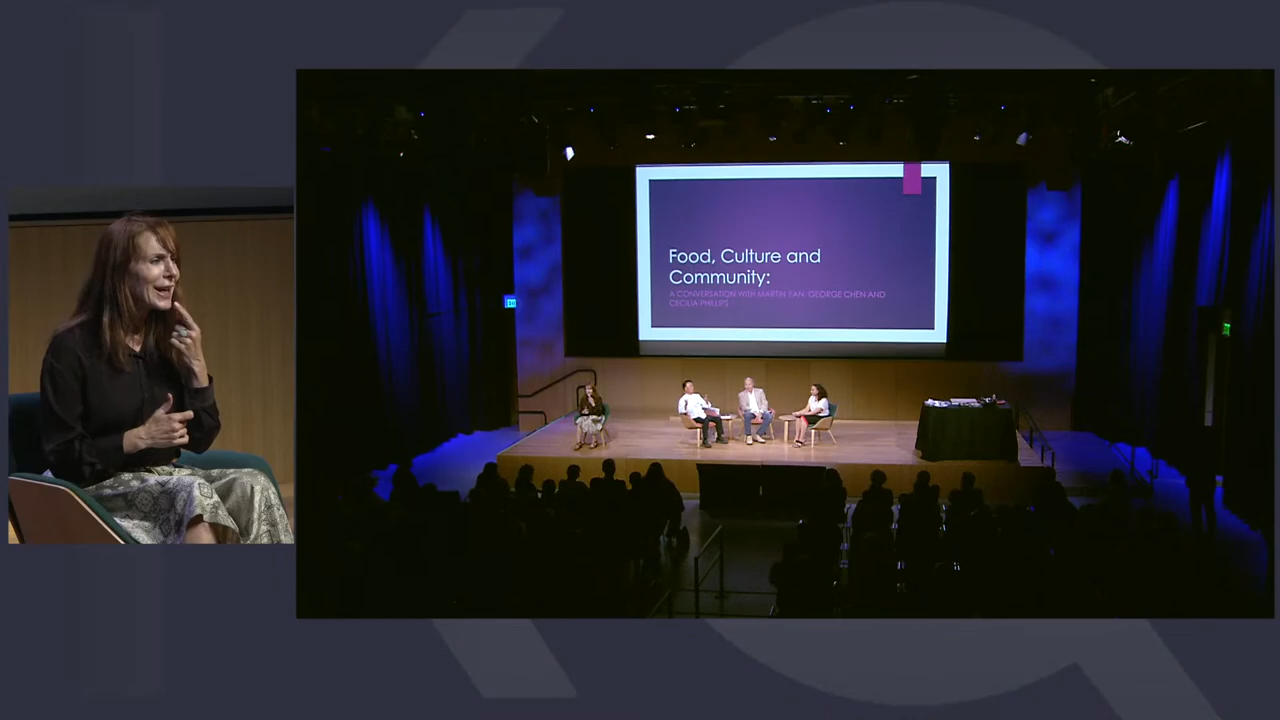 Food, Culture and
Community:
A CONVERSATION WITH MARTIN YAN, GEORGE CHEN AND
CECILIA PHILLIPS